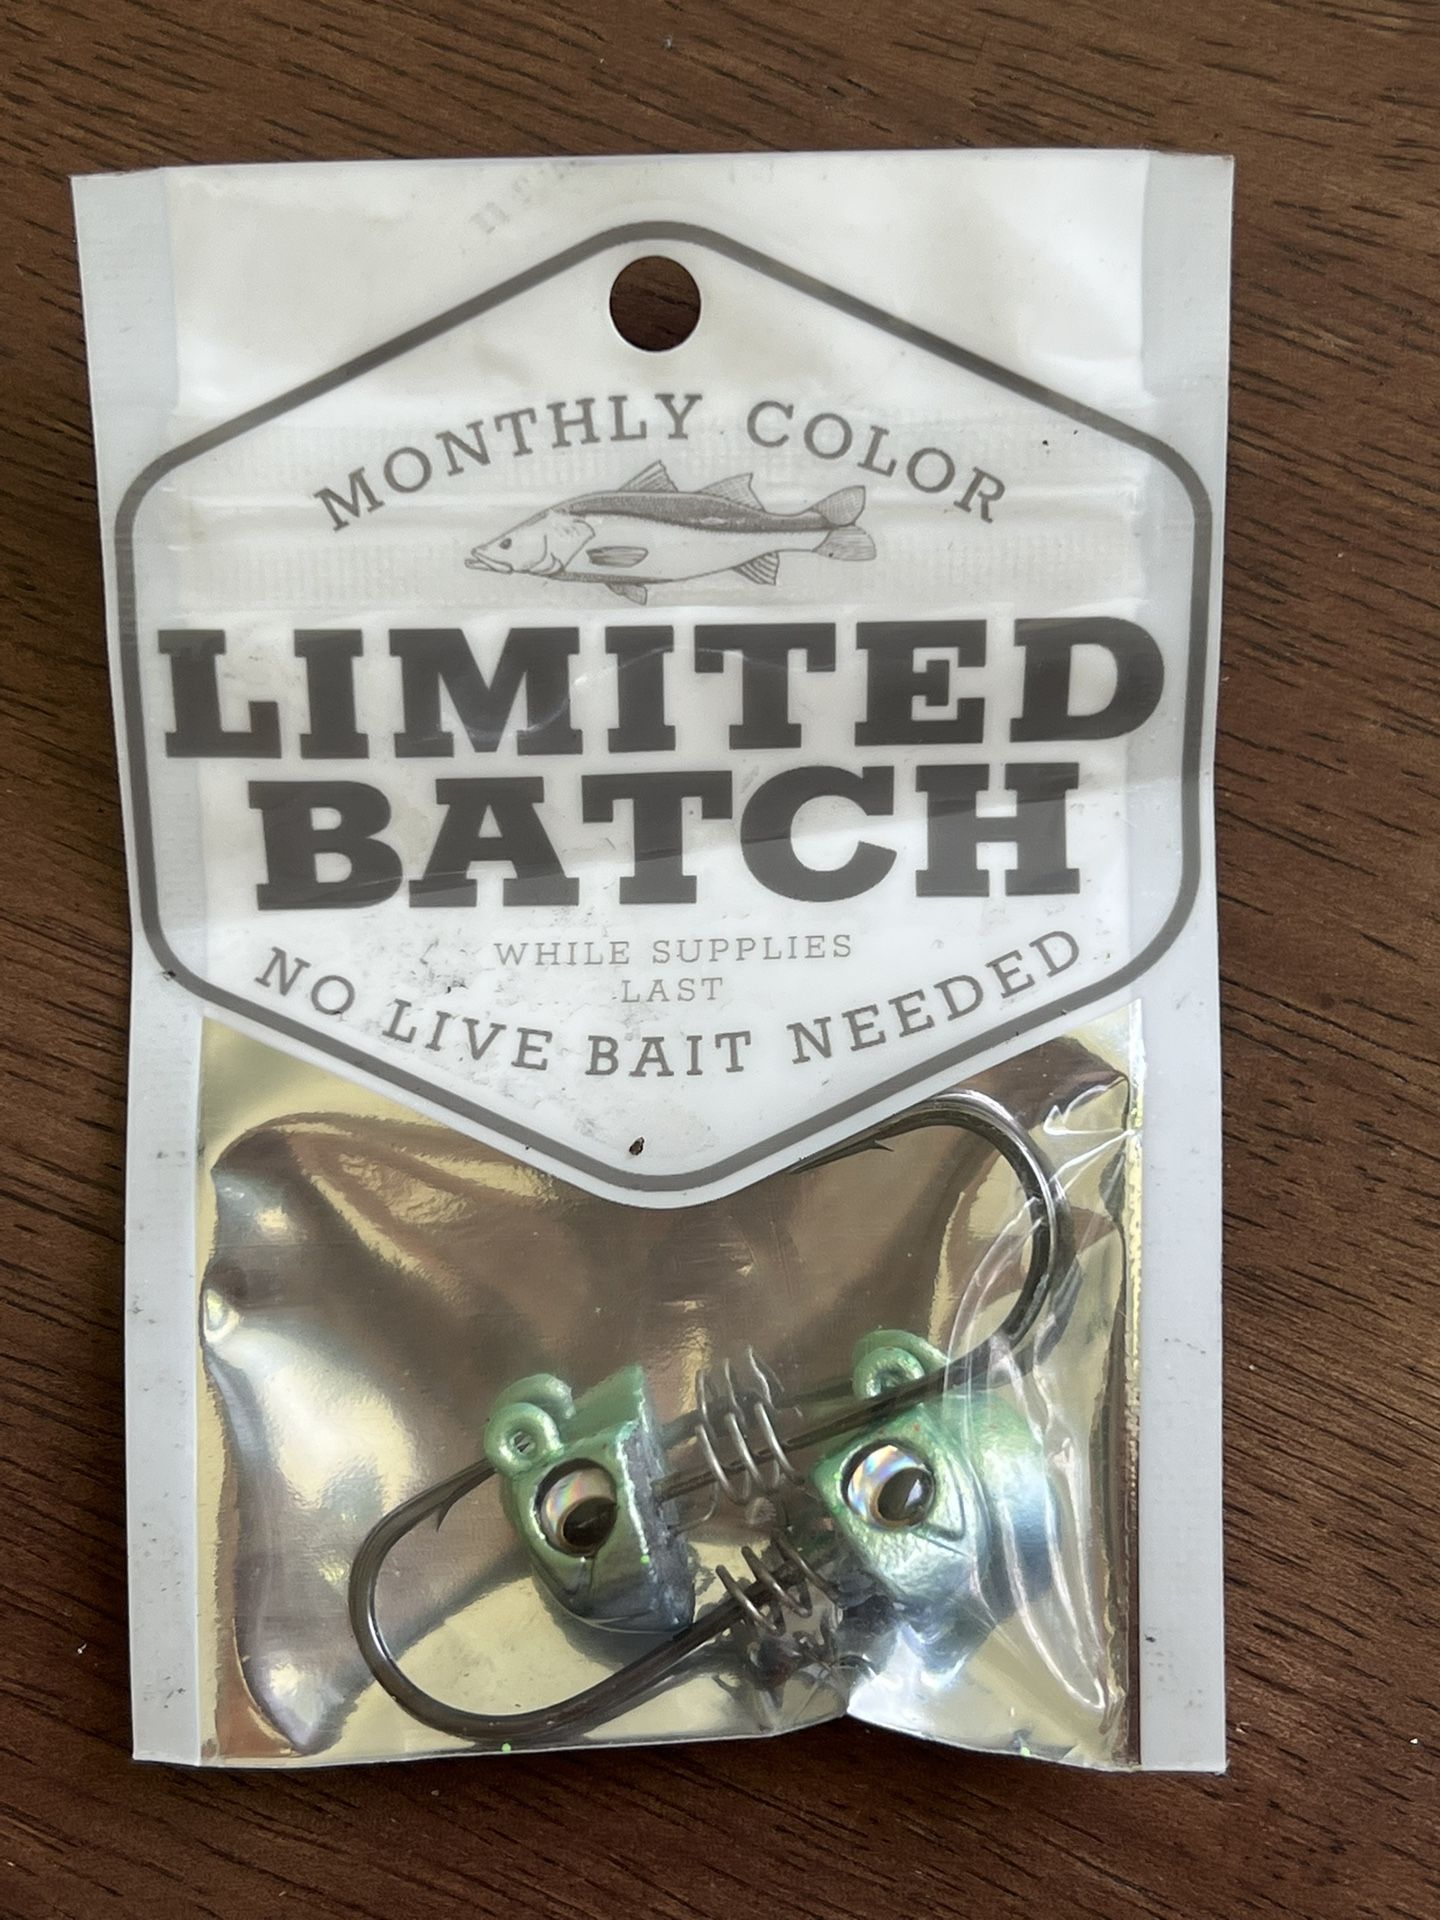 MONTHLY COLOR
LIMITED
BATCH
WHILE SUPPLIES
LAST
NO LIVE BAIT NEEDED